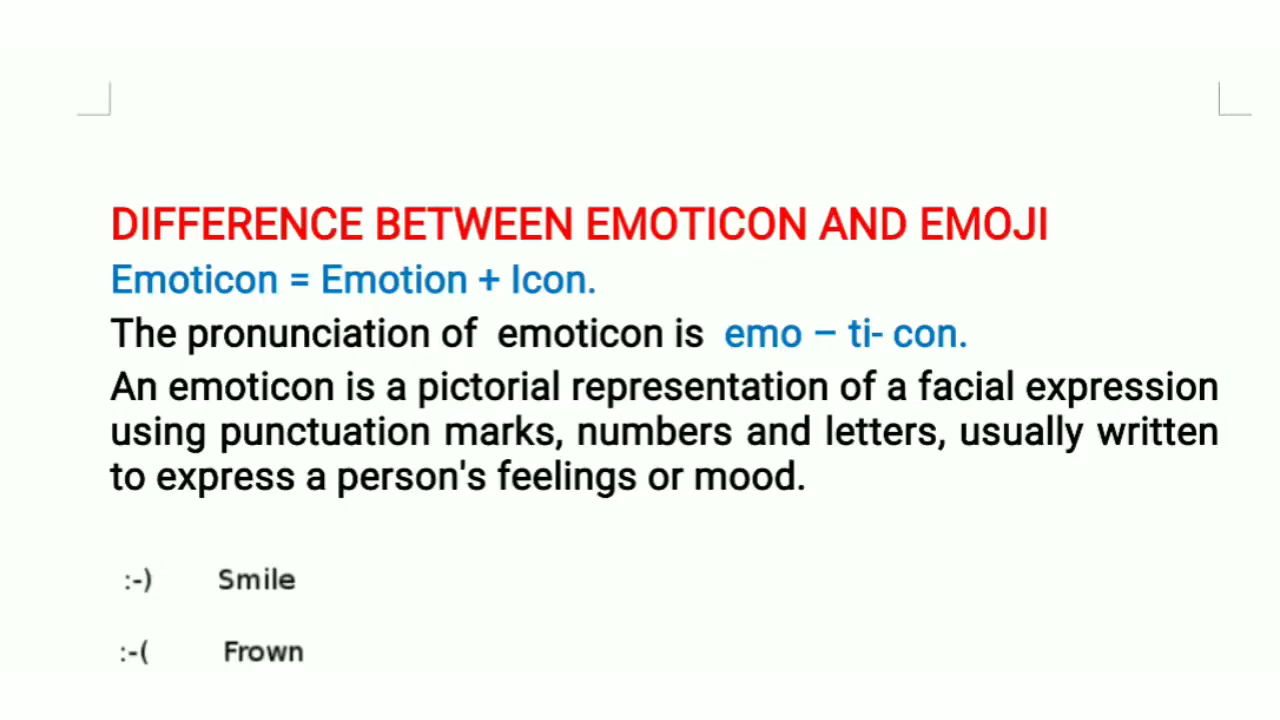 DIFFERENCE BETWEEN EMOTICON AND EMOJI
Emoticon = Emotion + Icon.
The pronunciation of  emoticon is  emo – ti- con.
An emoticon is a pictorial representation of a facial expression
using punctuation marks, numbers and letters, usually written
to express a person's feelings or mood.
:-) Smile
:-( Frown